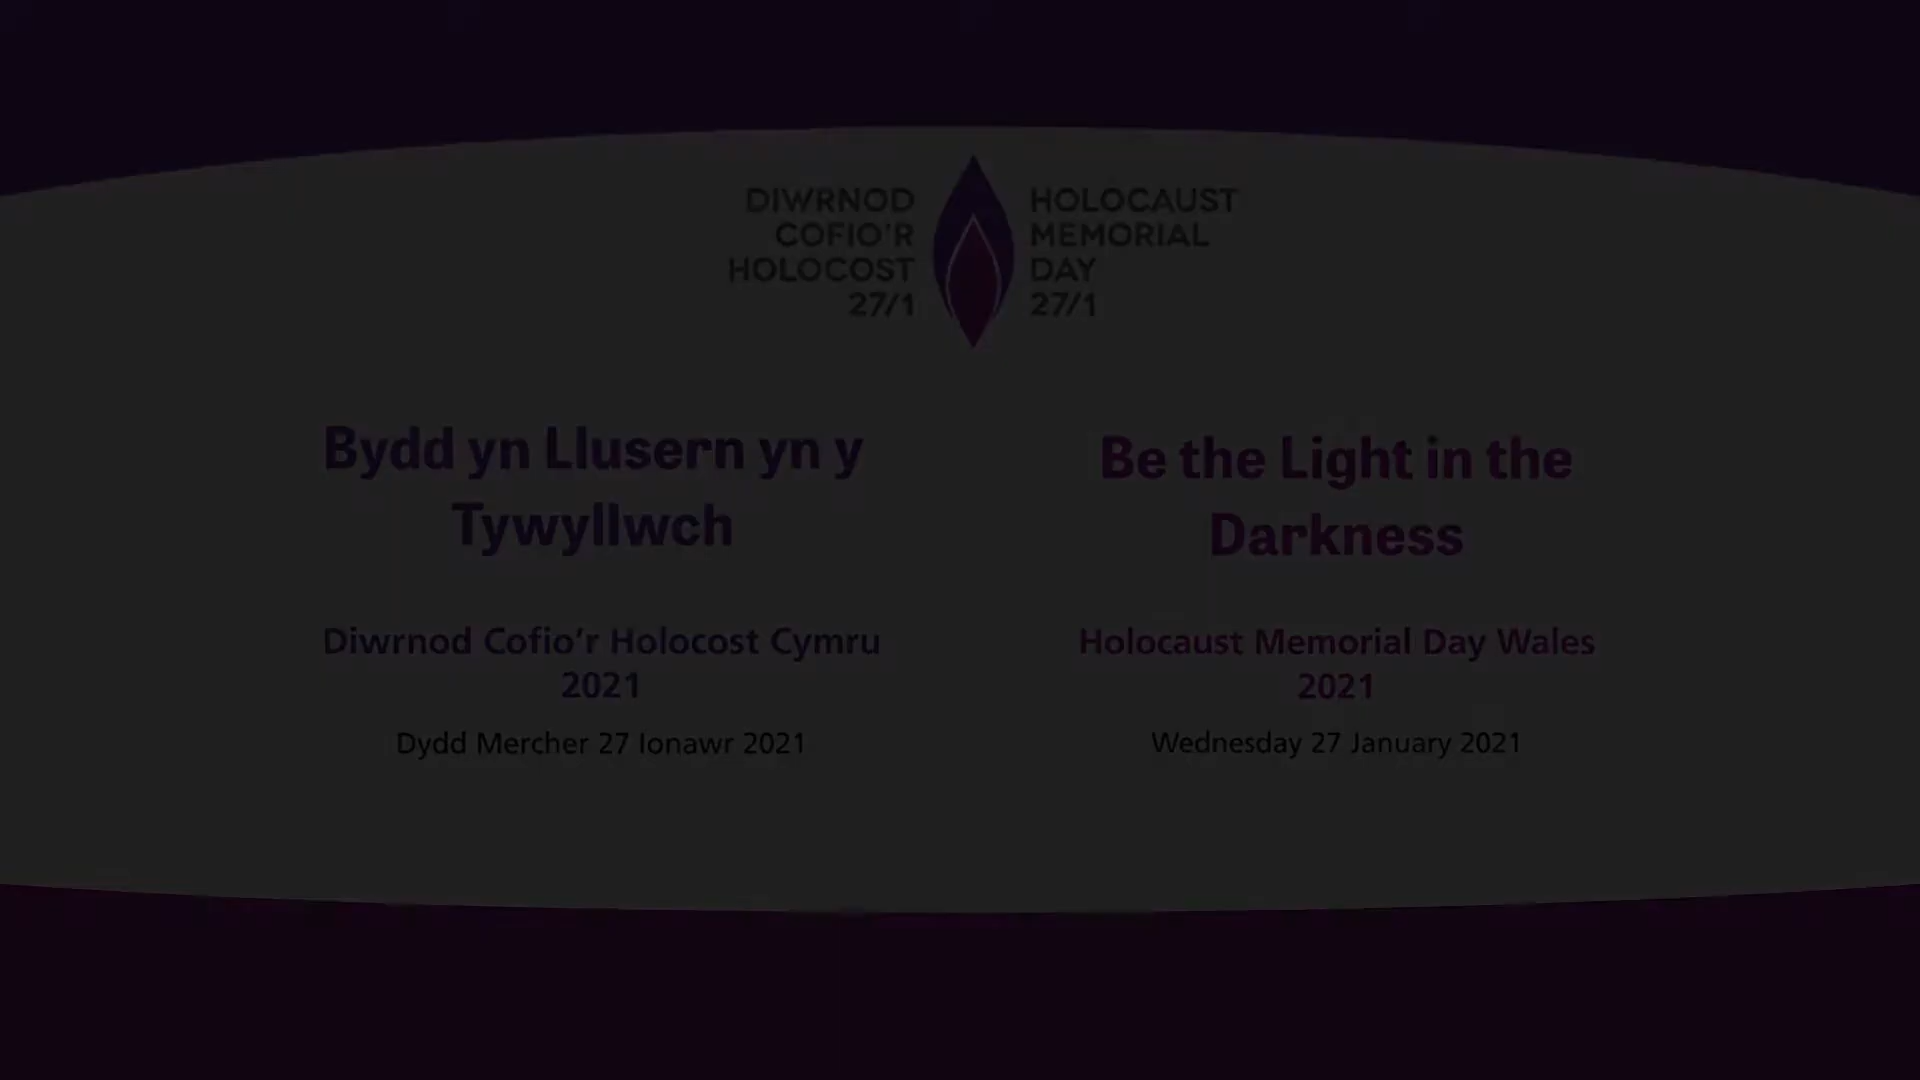 DIWRNOD
COFIO'R
HOLOCOST
27/1
HOLOCAUST
MEMORIAL
DAY
27/1
Bydd yn Llusern yn y
Tywyllwch
Diwrnod Cofio’r Holocost Cymru
2021
Dydd Mercher 27 Ionawr 2021
Be the Light in the
Darkness
Holocaust Memorial Day Wales
2021
Wednesday 27 January 2021